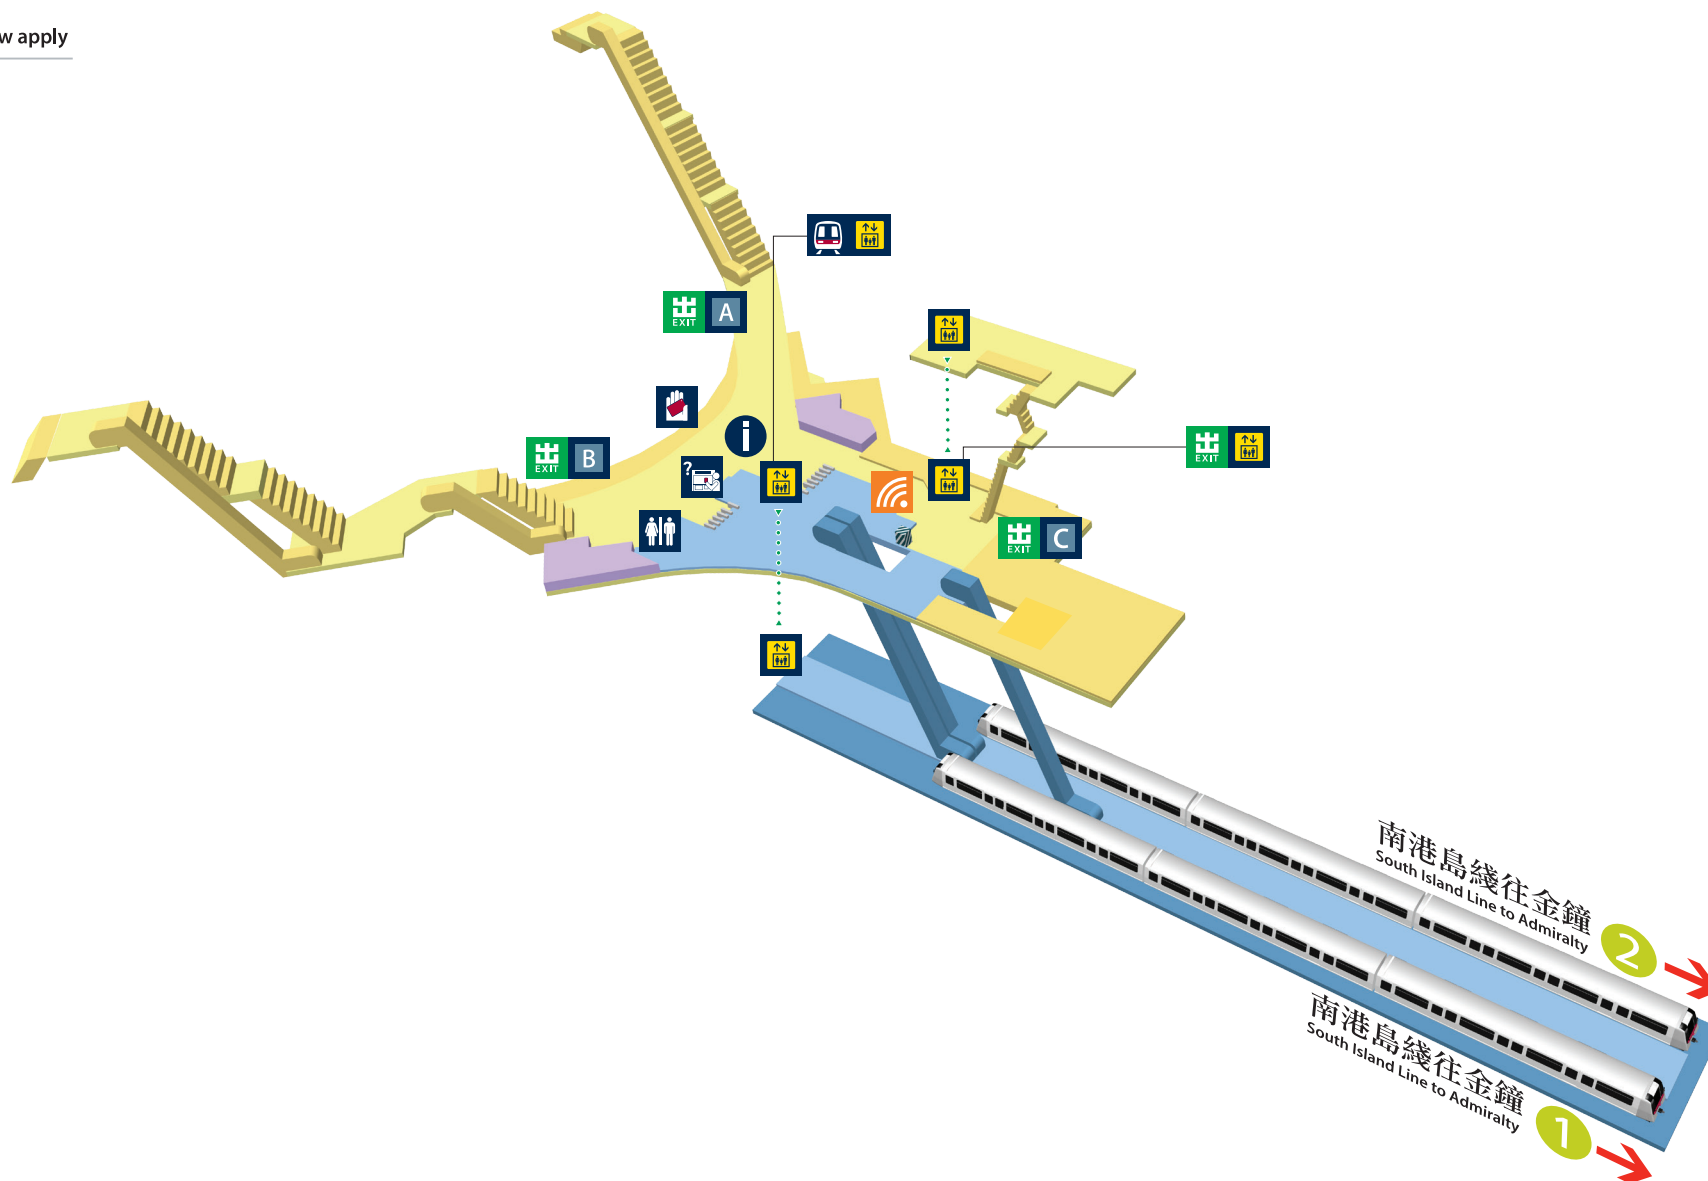 w apply
EXIT A
EXIT B
?
i
EXIT
EXIT C
南港島綫往金鐘
South Island Line to Admiralty
2
南港島綫往金鐘
South Island Line to Admiralty
1